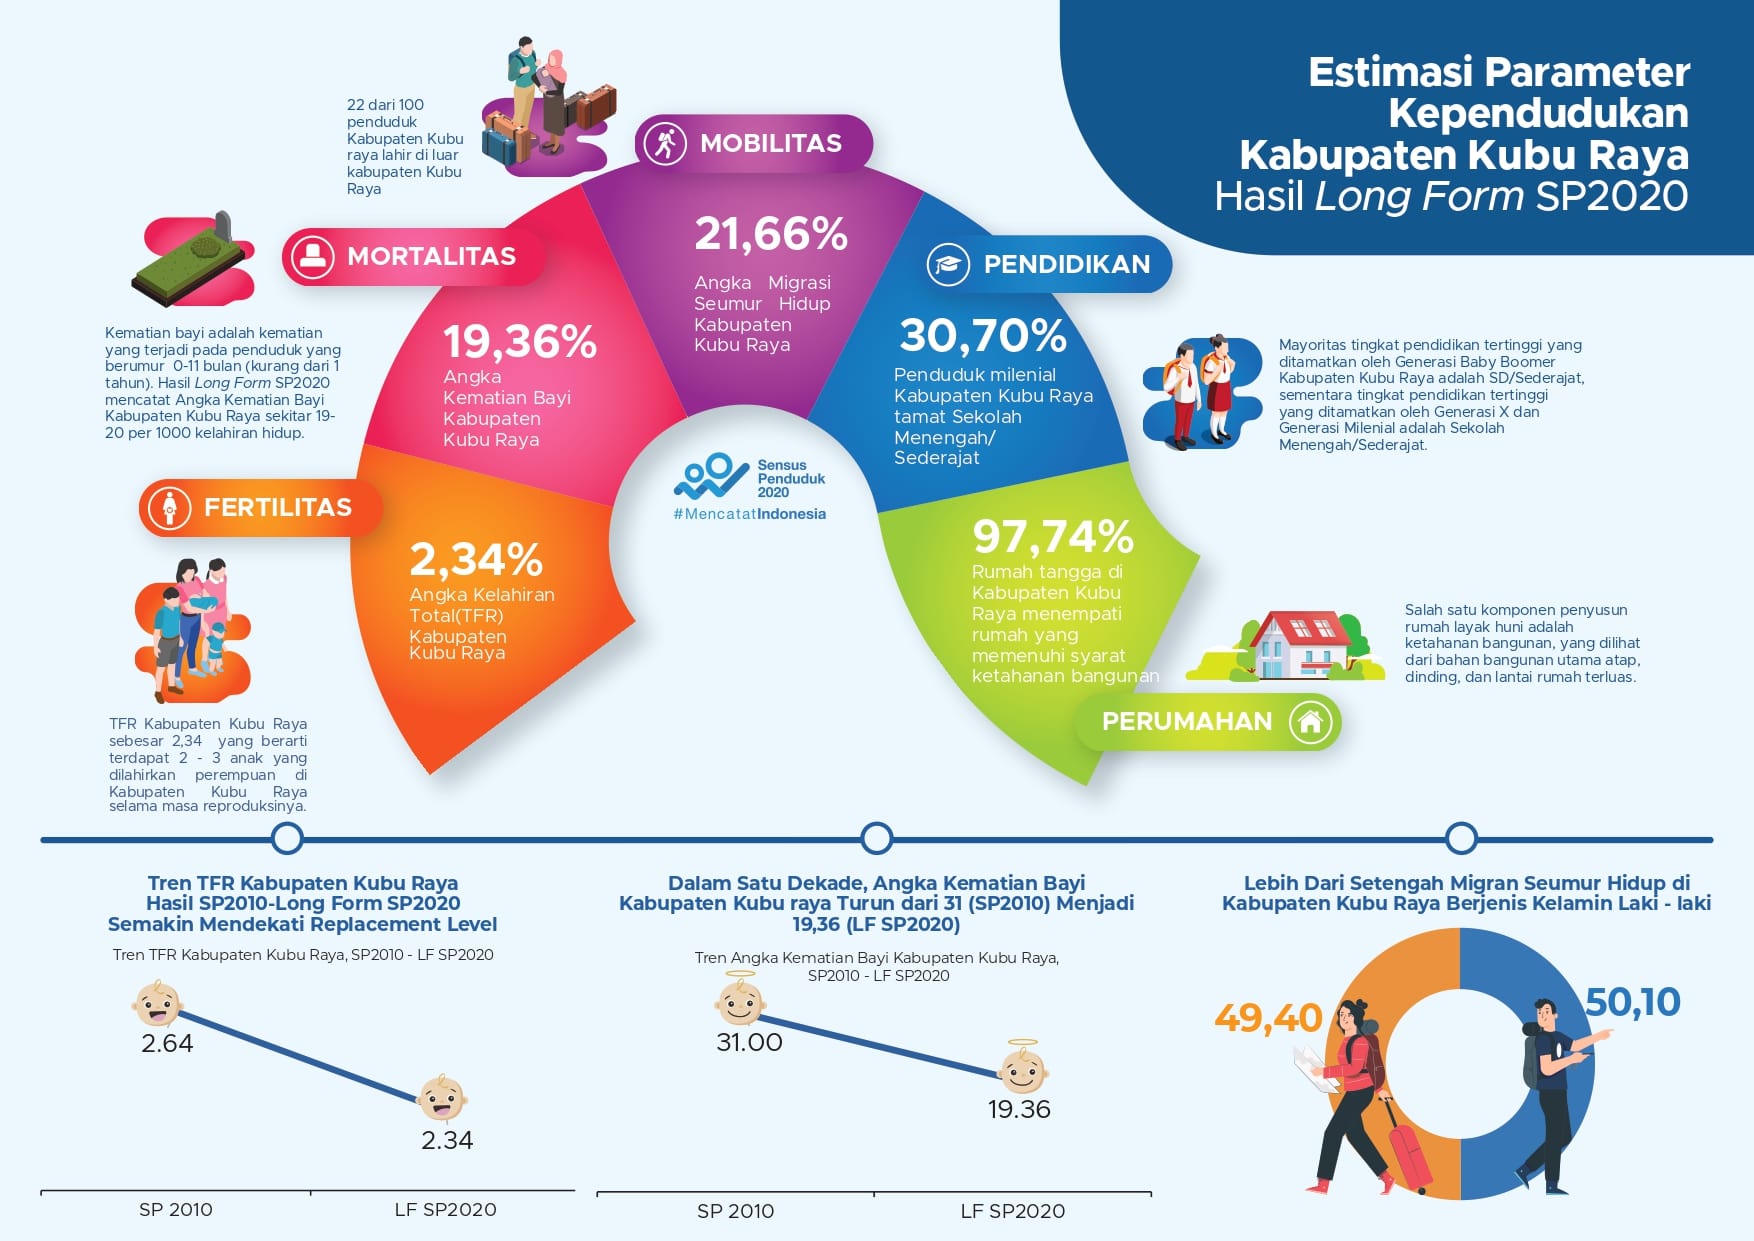 Estimasi Parameter
Kependudukan
Kabupaten Kubu Raya
Hasil Long Form SP2020
22 dari 100
penduduk
Kabupaten Kubu
raya lahir di luar
kabupaten Kubu
Raya
MOBILITAS
21,66%
Angka Migrasi
Seumur Hidup
Kabupaten
Kubu Raya
MORTALITAS
19,36%
Angka
Kematian Bayi
Kabupaten
Kubu Raya
Kematian bayi adalah kematian
yang terjadi pada penduduk yang
berumur 0-11 bulan (kurang dari 1
tahun). Hasil Long Form SP2020
mencatat Angka Kematian Bayi
Kabupaten Kubu Raya sekitar 19-
20 per 1000 kelahiran hidup.
PENDIDIKAN
30,70%
Penduduk milenial
Kabupaten Kubu Raya
tamat Sekolah
Menengah/
Sederajat
Mayoritas tingkat pendidikan tertinggi yang
ditamatkan oleh Generasi Baby Boomer
Kabupaten Kubu Raya adalah SD/Sederajat,
sementara tingkat pendidikan tertinggi
yang ditamatkan oleh Generasi X dan
Generasi Milenial adalah Sekolah
Menengah/Sederajat.
Sensus
Penduduk
2020
#MencatatIndonesia
FERTILITAS
2,34%
Angka Kelahiran
Total(TFR)
Kabupaten
Kubu Raya
TFR Kabupaten Kubu Raya
sebesar 2,34 yang berarti
terdapat 2 - 3 anak yang
dilahirkan perempuan di
Kabupaten Kubu Raya
selama masa reproduksinya.
97,74%
Rumah tangga di
Kabupaten Kubu
Raya menempati
rumah yang
memenuhi syarat
ketahanan bangunan
PERUMAHAN
Salah satu komponen penyusun
rumah layak huni adalah
ketahanan bangunan, yang dilihat
dari bahan bangunan utama atap,
dinding, dan lantai rumah terluas.
Tren TFR Kabupaten Kubu Raya
Hasil SP2010-Long Form SP2020
Semakin Mendekati Replacement Level
Tren TFR Kabupaten Kubu Raya, SP2010 - LF SP2020
2.64
2.34
SP 2010
LF SP2020
Dalam Satu Dekade, Angka Kematian Bayi
Kabupaten Kubu raya Turun dari 31 (SP2010) Menjadi
19,36 (LF SP2020)
Tren Angka Kematian Bayi Kabupaten Kubu Raya,
SP2010 - LF SP2020
31.00
19.36
SP 2010
LF SP2020
Lebih Dari Setengah Migran Seumur Hidup di
Kabupaten Kubu Raya Berjenis Kelamin Laki - laki
49,40
50,10